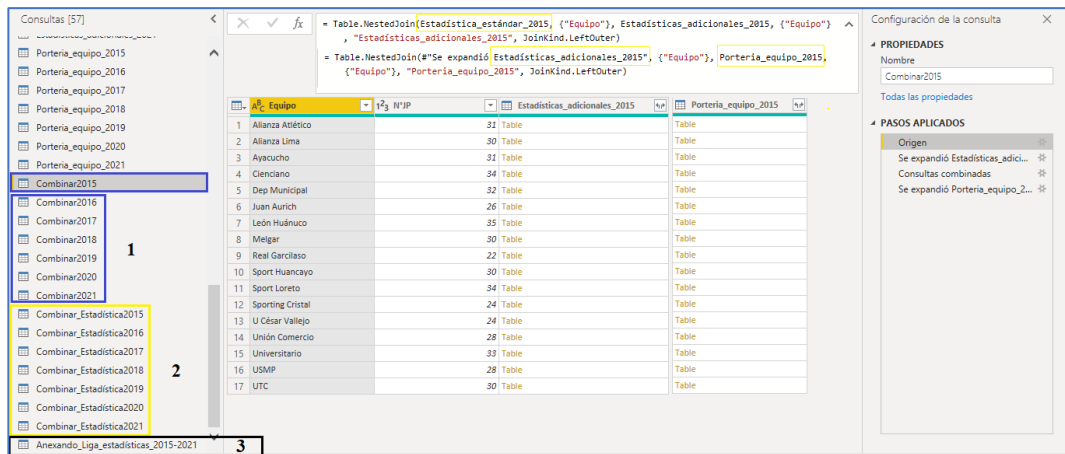 Consultas [57]
Porteria_equipo_2015
Porteria_equipo_2016
Porteria_equipo_2017
Porteria_equipo_2018
Porteria_equipo_2019
Porteria_equipo_2020
Porteria_equipo_2021
Combinar2015
Combinar2016
Combinar2017
Combinar2018
Combinar2019
Combinar2020
Combinar2021
1
Combinar_Estadística2015
Combinar_Estadística2016
Combinar_Estadística2017
Combinar_Estadística2018
Combinar_Estadística2019
Combinar_Estadística2020
Combinar_Estadística2021
2
Anexando_Liga_estadísticas_2015-2021
3
fx
= Table.NestedJoin(Estadística_estándar_2015, {"Equipo"}, Estadísticas_adicionales_2015, {"Equipo"}
, "Estadísticas_adicionales_2015", JoinKind.LeftOuter)
= Table.NestedJoin(#"Se expandió Estadísticas_adicionales_2015", {"Equipo"}, Porteria_equipo_2015,
{"Equipo"}, "Porteria_equipo_2015", JoinKind.LeftOuter)
ABC Equipo 123 N°JP Estadísticas_adicionales_2015 Porteria_equipo_2015
1 Alianza Atlético 31 Table Table
2 Alianza Lima 30 Table Table
3 Ayacucho 31 Table Table
4 Cienciano 34 Table Table
5 Dep Municipal 32 Table Table
6 Juan Aurich 26 Table Table
7 León Huánuco 35 Table Table
8 Melgar 30 Table Table
9 Real Garcilaso 22 Table Table
10 Sport Huancayo 30 Table Table
11 Sport Loreto 34 Table Table
12 Sporting Cristal 24 Table Table
13 U César Vallejo 24 Table Table
14 Unión Comercio 28 Table Table
15 Universitario 33 Table Table
16 USMP 28 Table Table
17 UTC 30 Table Table
Configuración de la consulta
PROPIEDADES
Nombre
Combinar2015
Todas las propiedades
PASOS APLICADOS
Origen
Se expandió Estadísticas_adici...
Consultas combinadas
Se expandió Porteria_equipo_2...